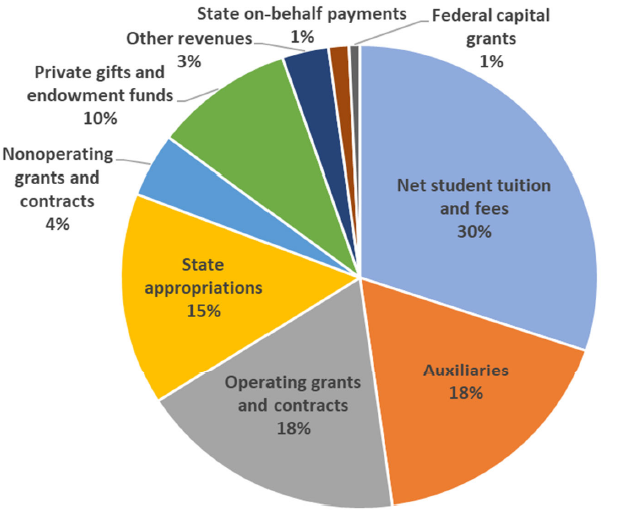 State on-behalf payments
1%
Federal capital
grants
1%
Other revenues
3%
Private gifts and
endowment funds
10%
Nonoperating
grants and
contracts
4%
Net student tuition
and fees
30%
State
appropriations
15%
Auxiliaries
18%
Operating grants
and contracts
18%